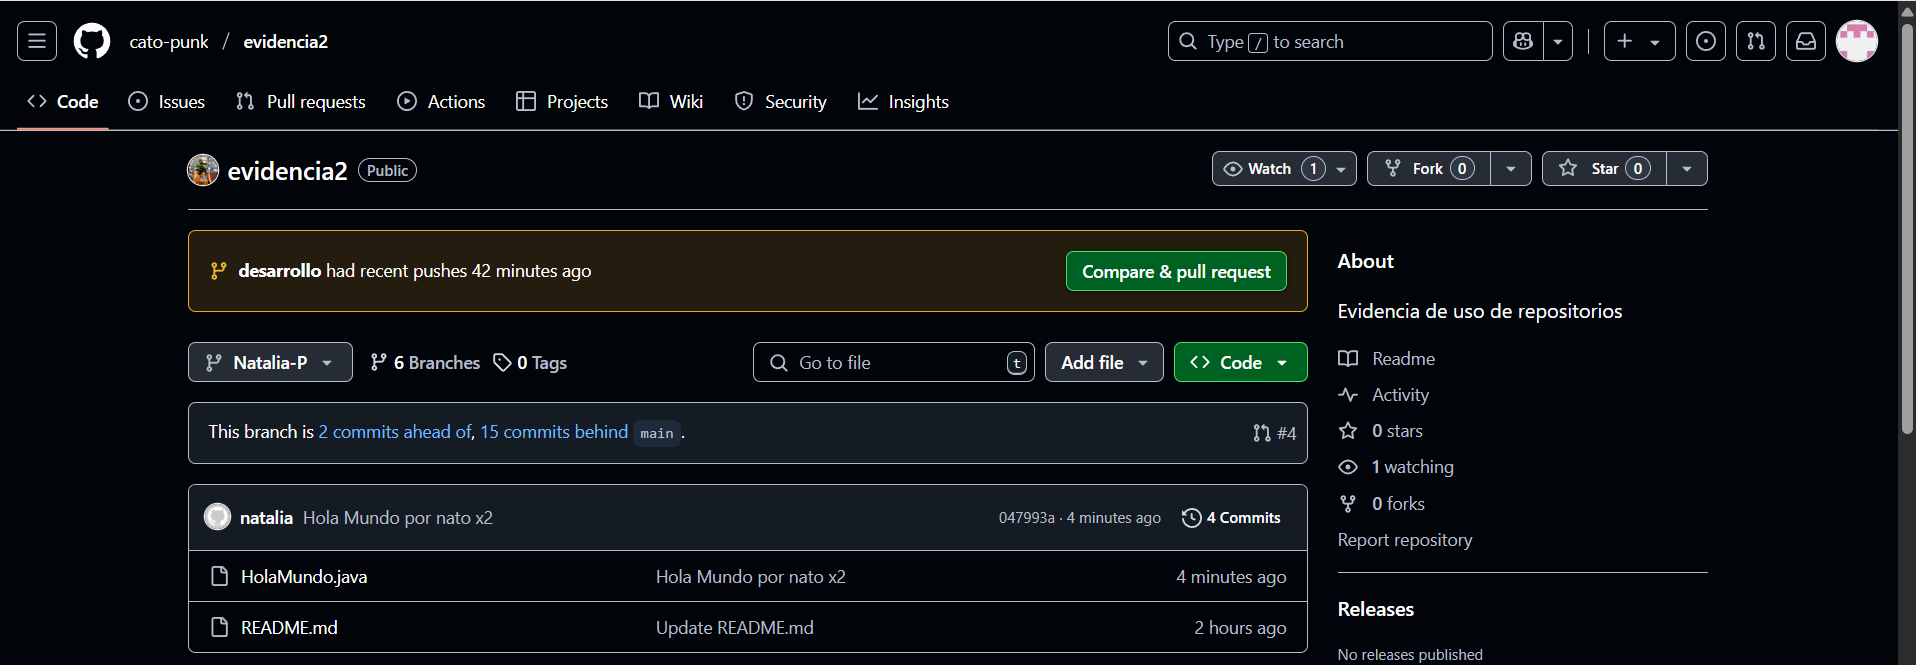 cato-punk / evidencia2
Type / to search
Code Issues Pull requests Actions Projects Wiki Security Insights
evidencia2 Public
Watch 1 Fork 0 Star 0
desarrollo had recent pushes 42 minutes ago
Compare & pull request
Natalia-P 6 Branches 0 Tags
Go to file t
Add file
Code
This branch is 2 commits ahead of, 15 commits behind main.
#4
natalia Hola Mundo por nato x2 047993a · 4 minutes ago 4 Commits
HolaMundo.java Hola Mundo por nato x2 4 minutes ago
README.md Update README.md 2 hours ago
About
Evidencia de uso de repositorios
Readme
Activity
0 stars
1 watching
0 forks
Report repository
Releases
No releases published